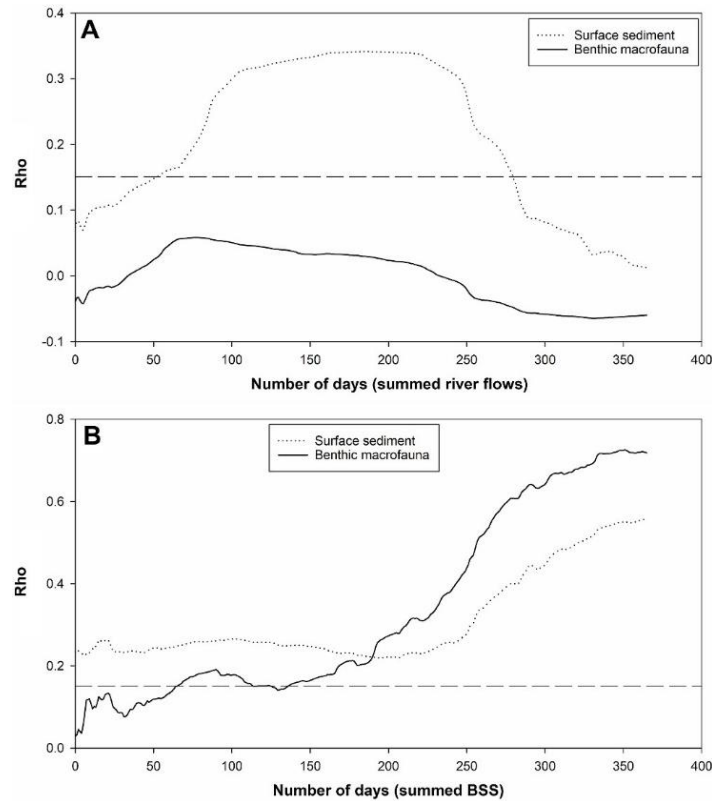 A
Surface sediment
Benthic macrofauna
0.4
0.3
0.2
0.1
0.0
-0.1
Rho
0 50 100 150 200 250 300 350 400
Number of days (summed river flows)
B
Surface sediment
Benthic macrofauna
0.8
0.6
0.4
0.2
0.0
Rho
0 50 100 150 200 250 300 350 400
Number of days (summed BSS)